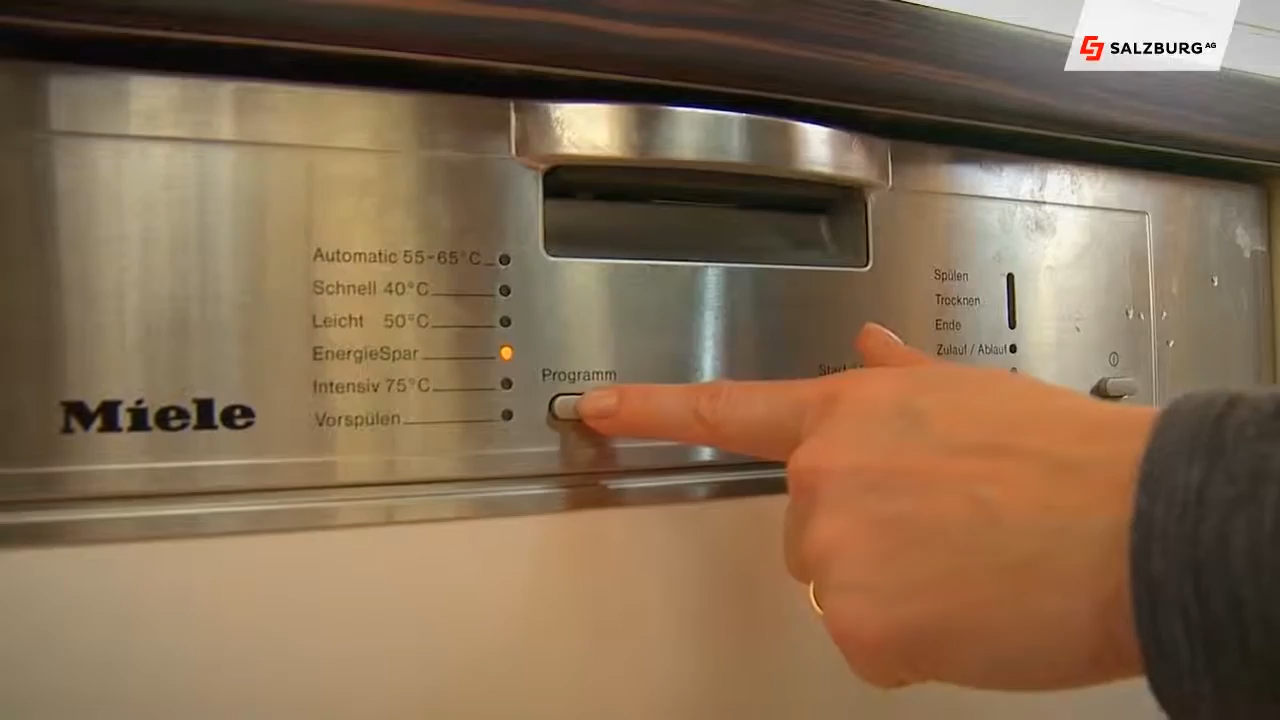 SALZBURG AG
Automatic 55-65°C
Schnell 40°C
Leicht 50°C
EnergieSpar
Intensiv 75°C
Vorspülen
Miele
Programm
Start
Spülen
Trocknen
Ende
Zulauf / Ablauf